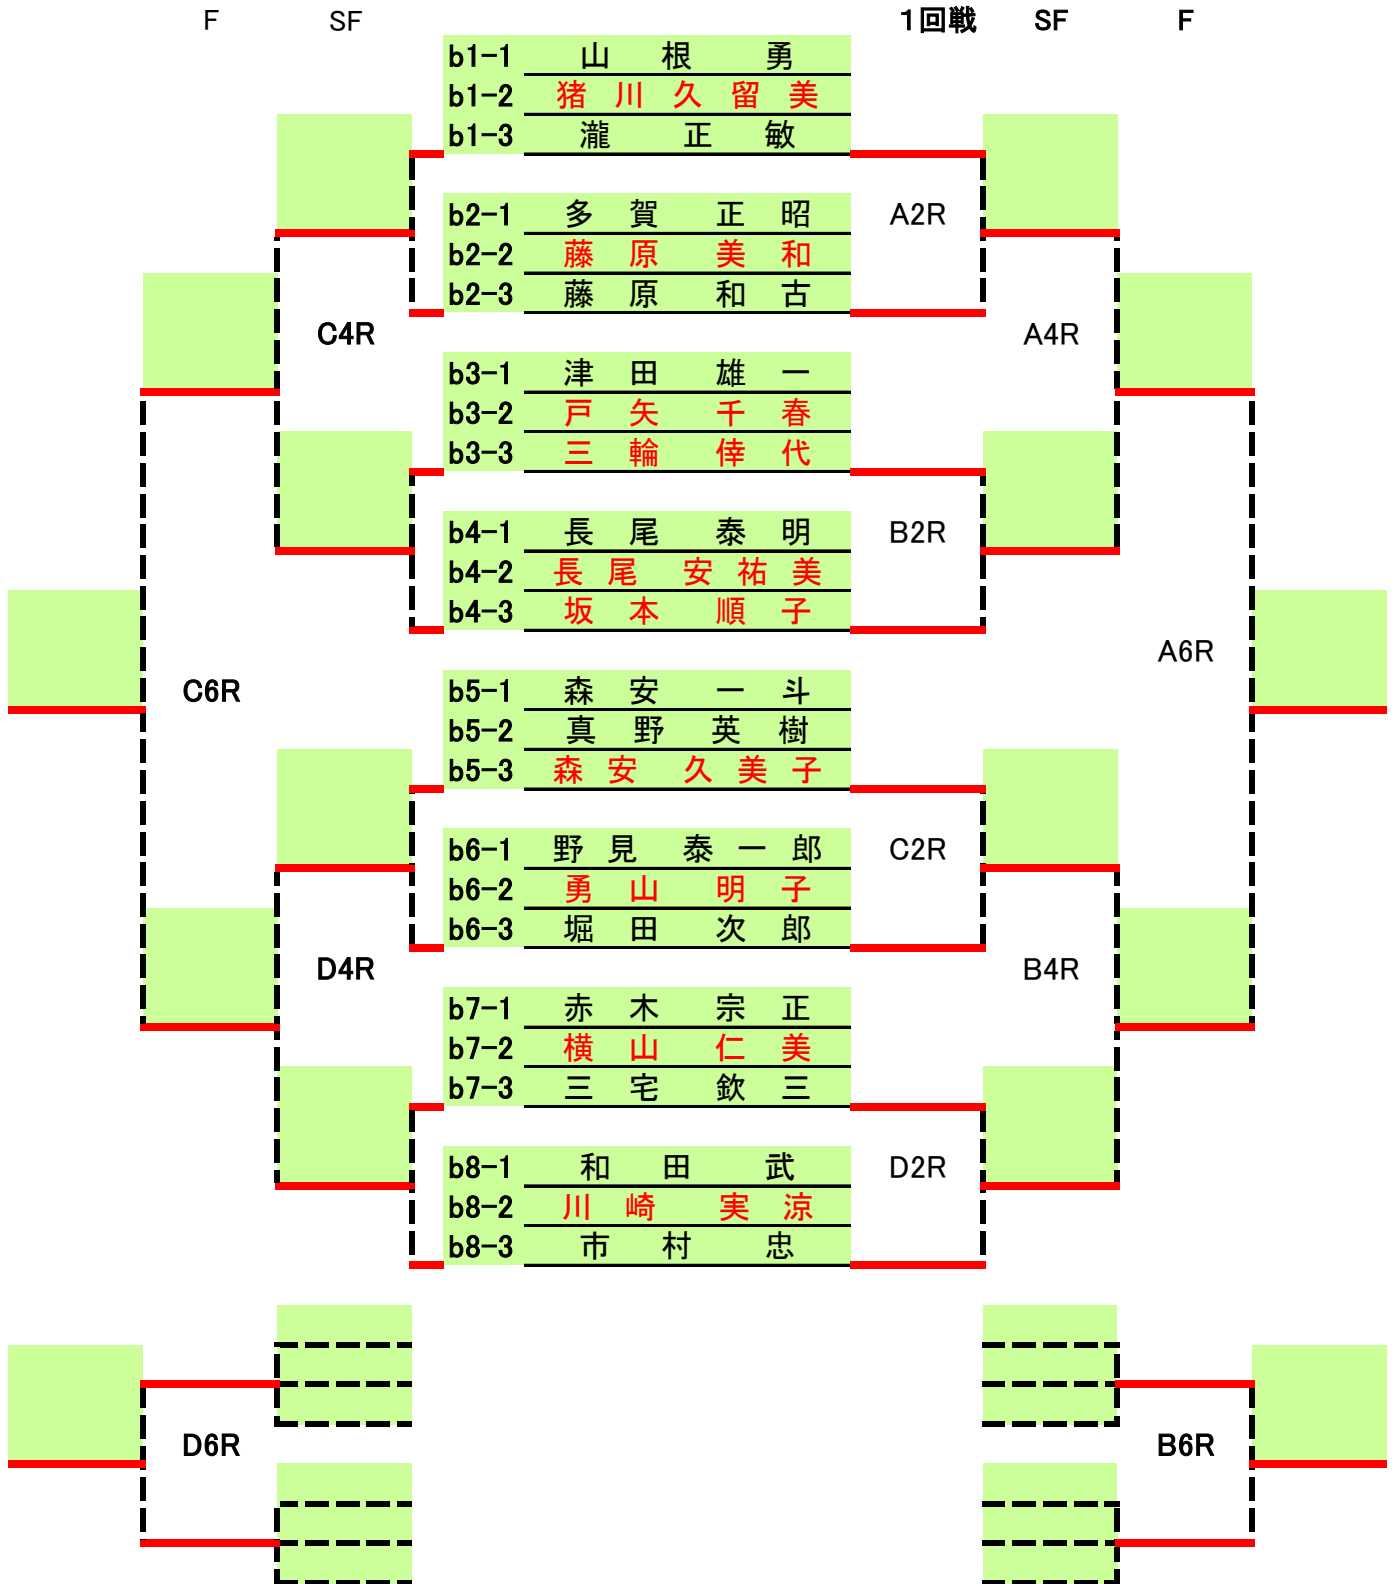 F SF 1回戦 SF F
b1-1 山根 勇
b1-2 猪川久留美
b1-3 瀧 正敏
b2-1 多賀 正昭
A2R
b2-2 藤原 美和
b2-3 藤原 和古
C4R
A4R
b3-1 津田 雄一
b3-2 戸矢 千春
b3-3 三輪 倖代
b4-1 長尾 泰明
B2R
b4-2 長尾 安祐美
b4-3 坂本 順子
A6R
C6R
b5-1 森安 一斗
b5-2 真野 英樹
b5-3 森安 久美子
b6-1 野見 泰一郎
C2R
b6-2 勇山 明子
b6-3 堀田 次郎
D4R
B4R
b7-1 赤木 宗正
b7-2 横山 仁美
b7-3 三宅 欽三
b8-1 和田 武
D2R
b8-2 川崎 実涼
b8-3 市村 忠
D6R
B6R